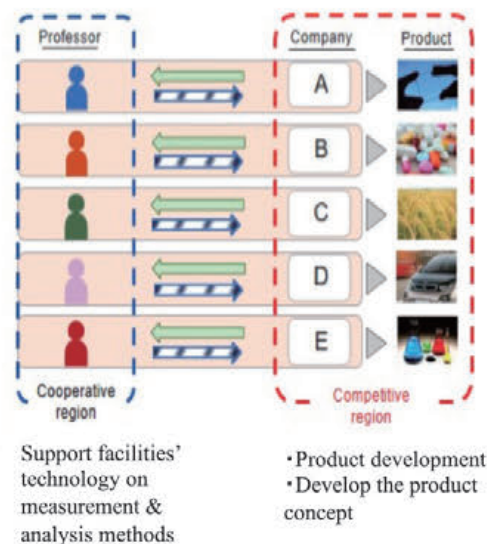 Professor
Company
Product
A
B
C
D
E
Cooperative
region
Competitive
region
Support facilities’
technology on
measurement &
analysis methods
・Product development
・Develop the product
concept